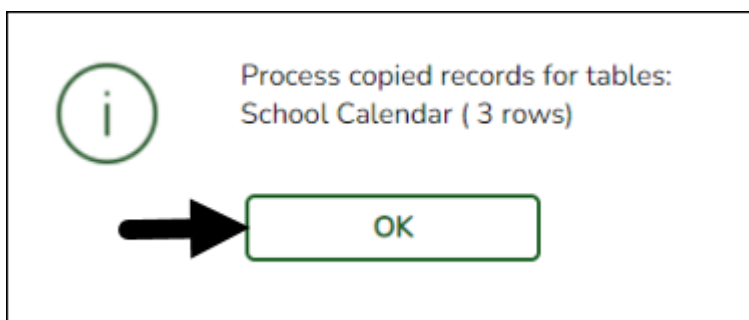 Process copied records for tables:
School Calendar ( 3 rows)
OK